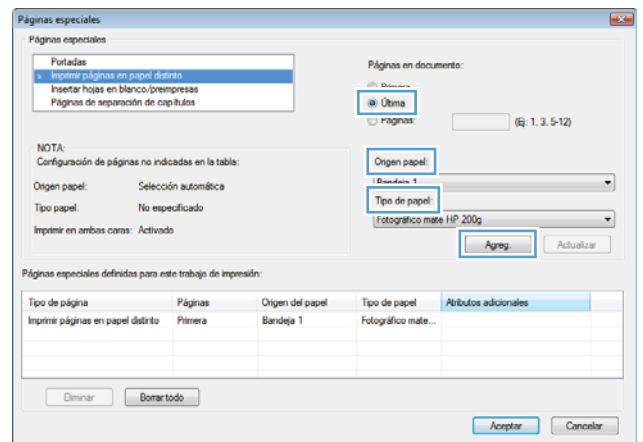 Páginas especiales
Páginas especiales
Portadas
» Imprimir páginas en papel distinto
Insertar hojas en blanco/preimpresas
Páginas de separación de capítulos
Páginas en documento:
Primera
Última
Páginas:
(Ej: 1, 3, 5-12)
NOTA:
Configuración de páginas no indicadas en la tabla:
Origen papel: Selección automática
Tipo papel: No especificado
Imprimir en ambas caras: Activado
Origen papel:
Bandeja 1
Tipo de papel:
Fotográfico mate HP 200g
Agreg.
Actualizar
Páginas especiales definidas para este trabajo de impresión:
Tipo de página Páginas Origen del papel Tipo de papel Atributos adicionales
Imprimir páginas en papel distinto Primera Bandeja 1 Fotográfico mate...
Eliminar
Borrar todo
Aceptar
Cancelar